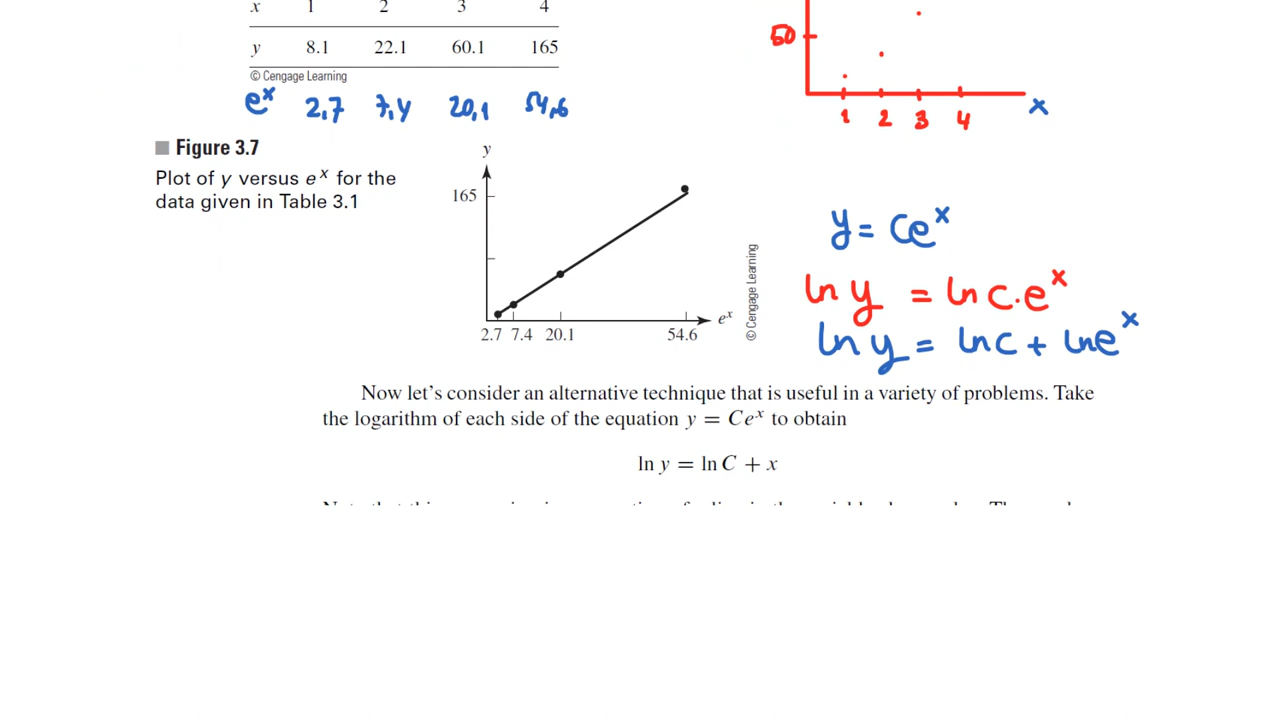 x 1 2 3 4
y 8.1 22.1 60.1 165
© Cengage Learning
e^x 2,7 7,4 20,1 54,6
50
1 2 3 4 x
Figure 3.7
Plot of y versus e^x for the
data given in Table 3.1
y
165
2.7 7.4 20.1 54.6
e^x
© Cengage Learning
y = Ce^x
ln y = ln C.e^x
ln y = ln C + ln e^x
Now let's consider an alternative technique that is useful in a variety of problems. Take
the logarithm of each side of the equation y = Ce^x to obtain
ln y = ln C + x